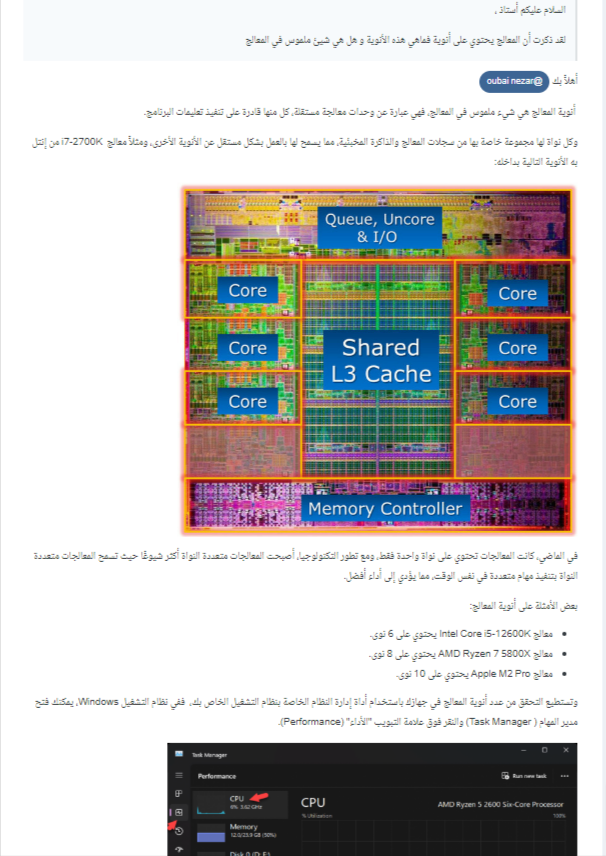 السلام عليكم أستاذ ,
لقد ذكرت أن المعالج يحتوي على أنوية فماهي هذه الأنوية و هل هي شيئ ملموس في المعالج
أهلاً بك @oubai nezar
أنوية المعالج هي شيء ملموس في المعالج، فهي عبارة عن وحدات معالجة مستقلة، كل منها قادرة على تنفيذ تعليمات البرنامج.
وكل نواة لها مجموعة خاصة بها من سجلات المعالج والذاكرة المخبئية، مما يسمح لها بالعمل بشكل مستقل عن الأنوية الأخرى، ومثلاً معالج i7-2700K من إنتل
به الأنوية التالية بداخله:
Queue, Uncore
& I/O
Core
Core
Core
Core
Shared
L3 Cache
Core
Core
Memory Controller
في الماضي، كانت المعالجات تحتوي على نواة واحدة فقط، ومع تطور التكنولوجيا، أصبحت المعالجات متعددة النواة أكثر شيوعًا حيث تسمح المعالجات متعددة
النواة بتنفيذ مهام متعددة في نفس الوقت، مما يؤدي إلى أداء أفضل.
بعض الأمثلة على أنوية المعالج:
معالج Intel Core i5-12600K يحتوي على 6 نوى.
معالج AMD Ryzen 7 5800X يحتوي على 8 نوى.
معالج Apple M2 Pro يحتوي على 10 نوى.
وتستطيع التحقق من عدد أنوية المعالج في جهازك باستخدام أداة إدارة النظام الخاصة بنظام التشغيل الخاص بك، ففي نظام التشغيل Windows، يمكنك فتح
مدير المهام ( Task Manager) والنقر فوق علامة التبويب "الأداء" (Performance).
Task Manager
Performance
Run new task
CPU
6% 3.62 GHz
CPU
AMD Ryzen 5 2600 Six-Core Processor
% Utilization
100%
Memory
12.0/23.9 GB (50%)
Disk 0 (D: E:)